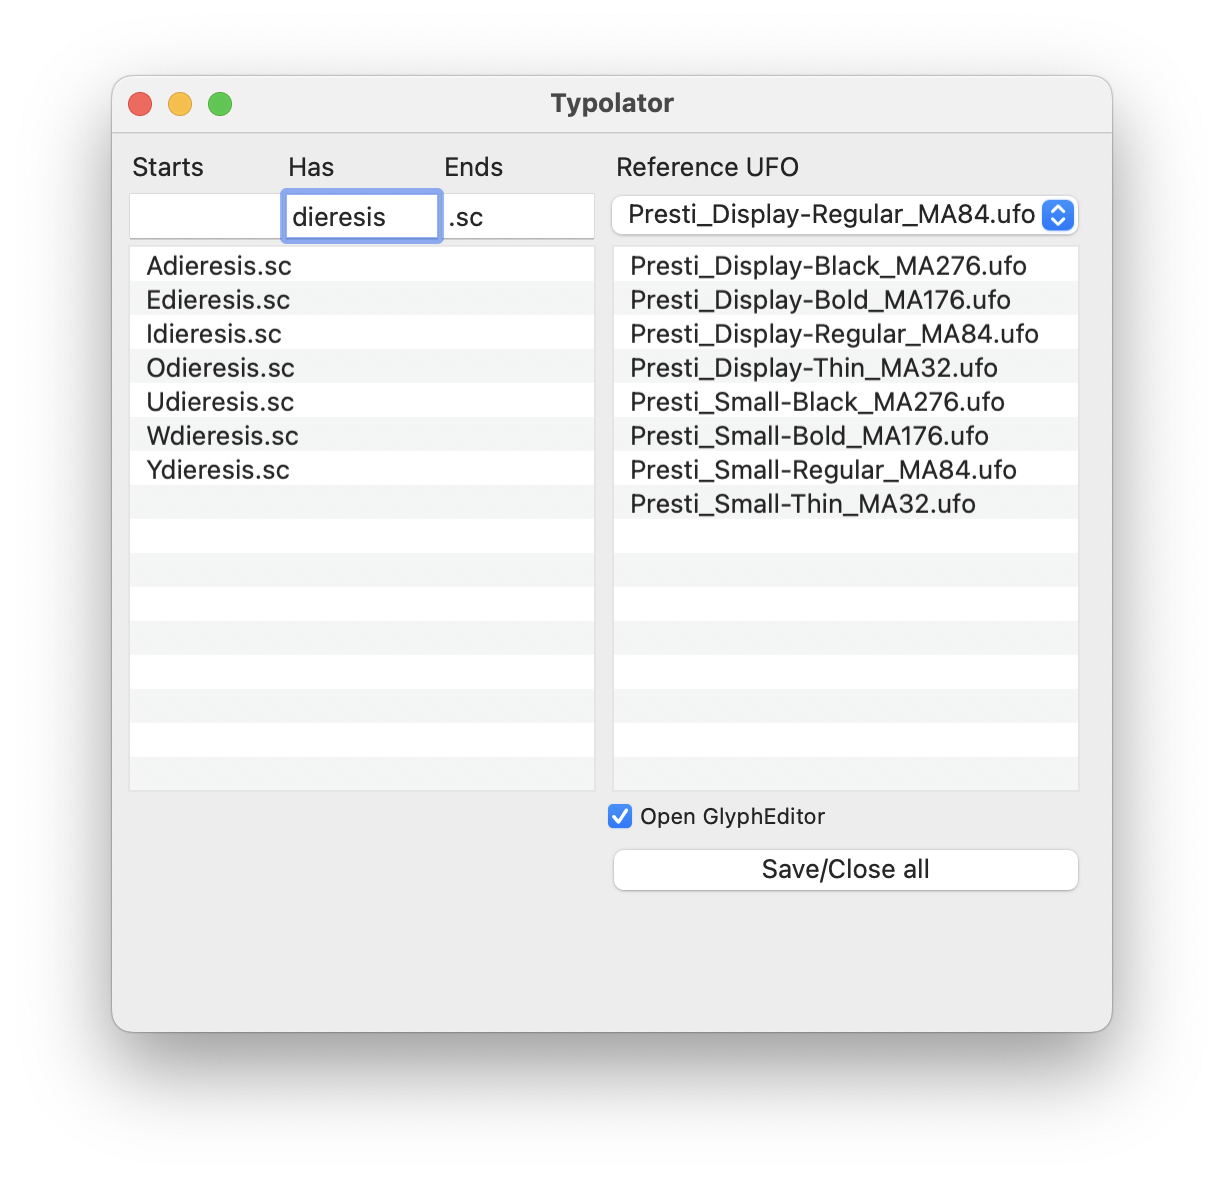 Typolator
Starts Has Ends Reference UFO
dieresis .sc Presti_Display-Regular_MA84.ufo
Adieresis.sc
Edieresis.sc
Idieresis.sc
Odieresis.sc
Udieresis.sc
Wdieresis.sc
Ydieresis.sc
Presti_Display-Black_MA276.ufo
Presti_Display-Bold_MA176.ufo
Presti_Display-Regular_MA84.ufo
Presti_Display-Thin_MA32.ufo
Presti_Small-Black_MA276.ufo
Presti_Small-Bold_MA176.ufo
Presti_Small-Regular_MA84.ufo
Presti_Small-Thin_MA32.ufo
Open GlyphEditor
Save/Close all